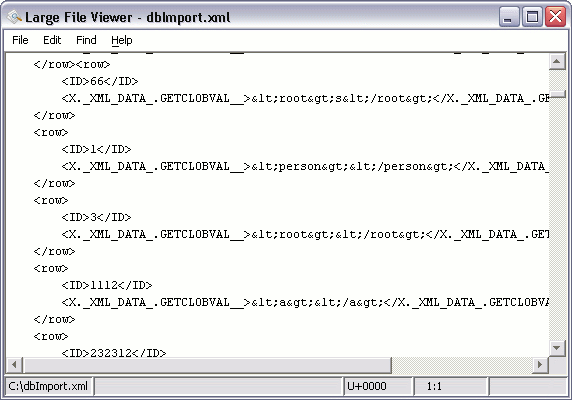 Large File Viewer - dbImport.xml
File Edit Find Help
</row><row>
<ID>66</ID>
<X._XML_DATA_.GETCLOBVAL__>&lt;root&gt;s&lt;/root&gt;</X._XML_DATA_.GE
</row>
<row>
<ID>1</ID>
<X._XML_DATA_.GETCLOBVAL__>&lt;person&gt;&lt;/person&gt;</X._XML_DATA_
</row>
<row>
<ID>3</ID>
<X._XML_DATA_.GETCLOBVAL__>&lt;root&gt;&lt;/root&gt;</X._XML_DATA_.GET
</row>
<row>
<ID>1112</ID>
<X._XML_DATA_.GETCLOBVAL__>&lt;a&gt;&lt;/a&gt;</X._XML_DATA_.GETCLOBVA
</row>
<row>
<ID>232312</ID>
C:\dbImport.xml U+0000 1:1